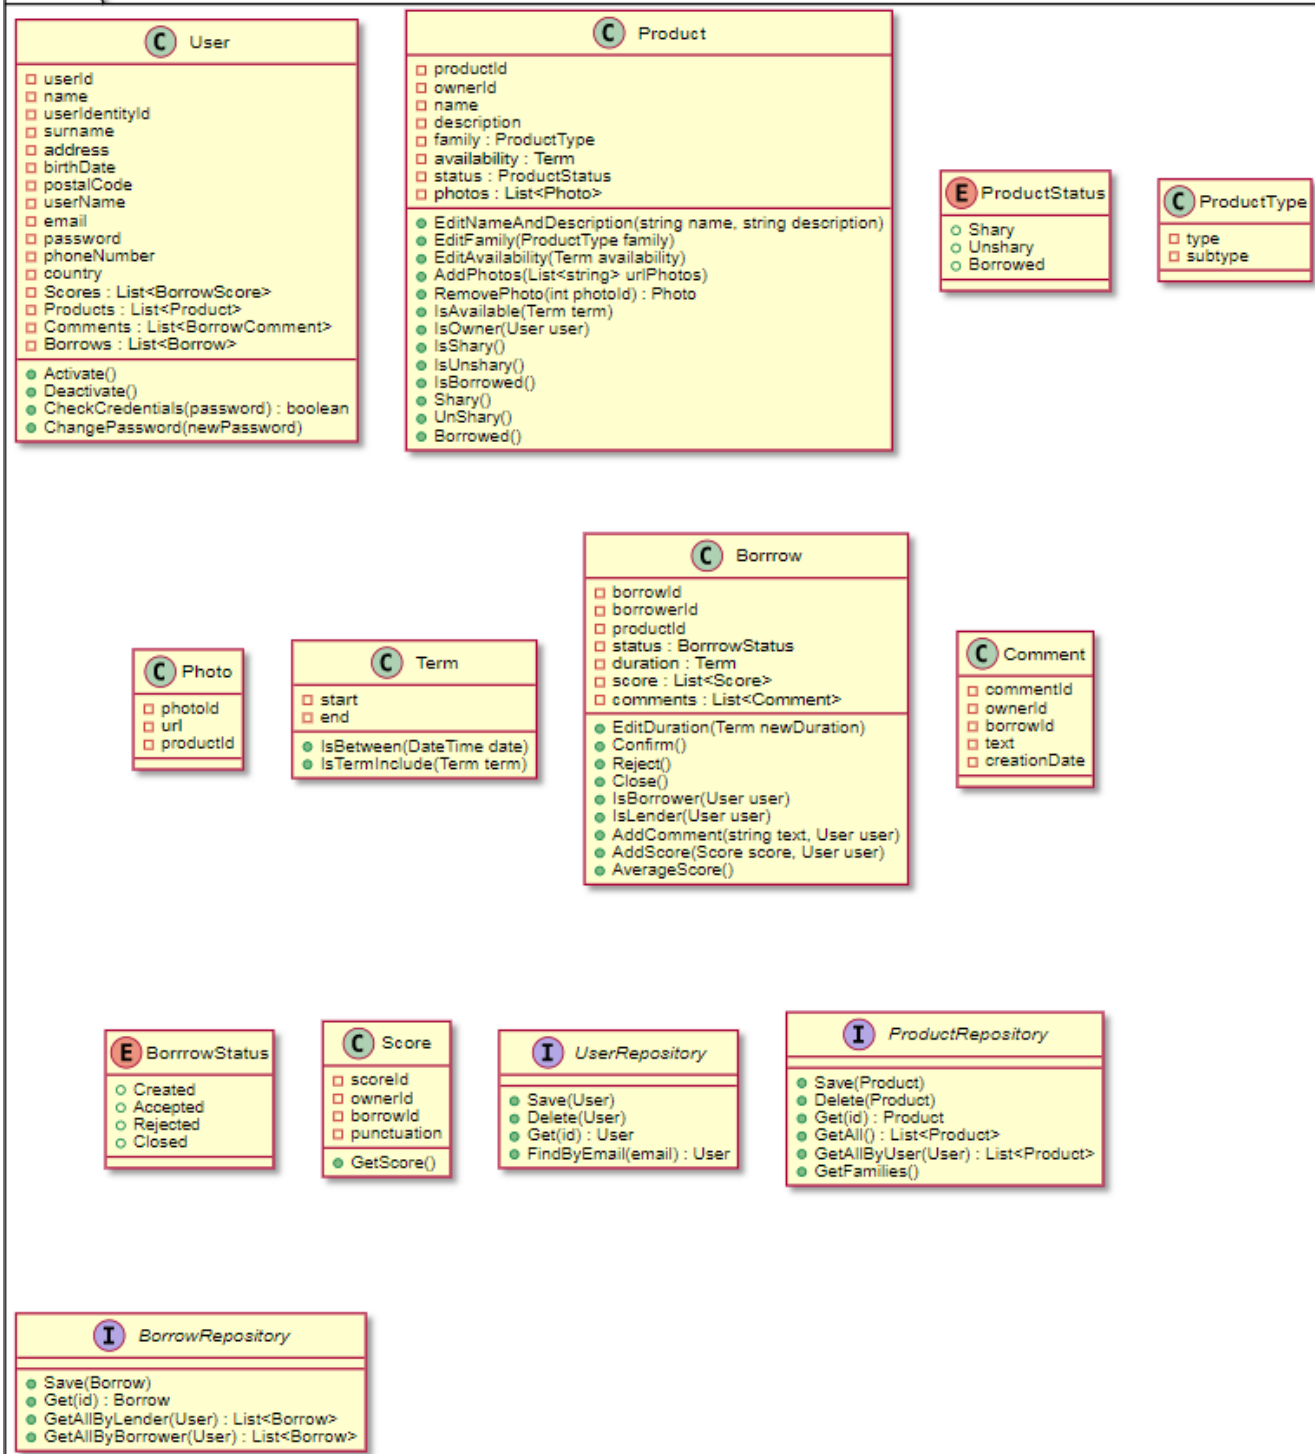 C User
userId
name
userIdentityId
surname
address
birthDate
postalCode
userName
email
password
phoneNumber
country
Scores : List<BorrowScore>
Products : List<Product>
Comments : List<BorrowComment>
Borrows : List<Borrow>
Activate()
Deactivate()
CheckCredentials(password) : boolean
ChangePassword(newPassword)
C Product
productId
ownerId
name
description
family : ProductType
availability : Term
status : ProductStatus
photos : List<Photo>
EditNameAndDescription(string name, string description)
EditFamily(ProductType family)
EditAvailability(Term availability)
AddPhotos(List<string> urlPhotos)
RemovePhoto(int photoId) : Photo
IsAvailable(Term term)
IsOwner(User user)
IsShary()
IsUnshary()
IsBorrowed()
Shary()
UnShary()
Borrowed()
E ProductStatus
Shary
Unshary
Borrowed
C ProductType
type
subtype
C Photo
photoId
url
productId
C Term
start
end
IsBetween(DateTime date)
IsTermInclude(Term term)
C Borrrow
borrowId
borrowerId
productId
status : BorrrowStatus
duration : Term
score : List<Score>
comments : List<Comment>
EditDuration(Term newDuration)
Confirm()
Reject()
Close()
IsBorrower(User user)
IsLender(User user)
AddComment(string text, User user)
AddScore(Score score, User user)
AverageScore()
C Comment
commentId
ownerId
borrowId
text
creationDate
E BorrrowStatus
Created
Accepted
Rejected
Closed
C Score
scoreId
ownerId
borrowId
punctuation
GetScore()
I UserRepository
Save(User)
Delete(User)
Get(id) : User
FindByEmail(email) : User
I ProductRepository
Save(Product)
Delete(Product)
Get(id) : Product
GetAll() : List<Product>
GetAllByUser(User) : List<Product>
GetFamilies()
I BorrowRepository
Save(Borrow)
Get(id) : Borrow
GetAllByLender(User) : List<Borrow>
GetAllByBorrower(User) : List<Borrow>